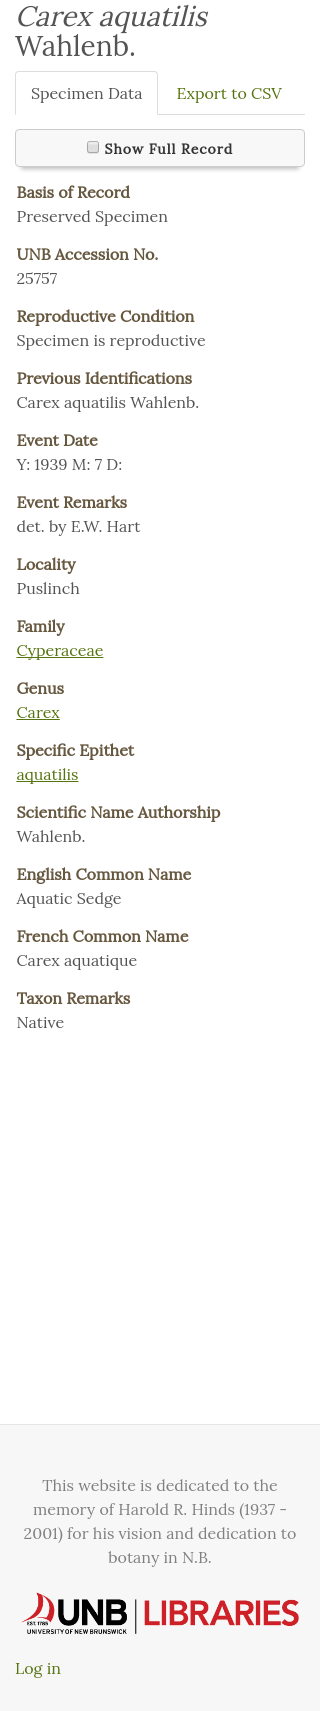 Carex aquatilis
Wahlenb.
Specimen Data
Export to CSV
Show Full Record
Basis of Record
Preserved Specimen
UNB Accession No.
25757
Reproductive Condition
Specimen is reproductive
Previous Identifications
Carex aquatilis Wahlenb.
Event Date
Y: 1939 M: 7 D:
Event Remarks
det. by E.W. Hart
Locality
Puslinch
Family
Cyperaceae
Genus
Carex
Specific Epithet
aquatilis
Scientific Name Authorship
Wahlenb.
English Common Name
Aquatic Sedge
French Common Name
Carex aquatique
Taxon Remarks
Native
This website is dedicated to the
memory of Harold R. Hinds (1937 -
2001) for his vision and dedication to
botany in N.B.
EST. 1785 UNB LIBRARIES
UNIVERSITY OF NEW BRUNSWICK
Log in